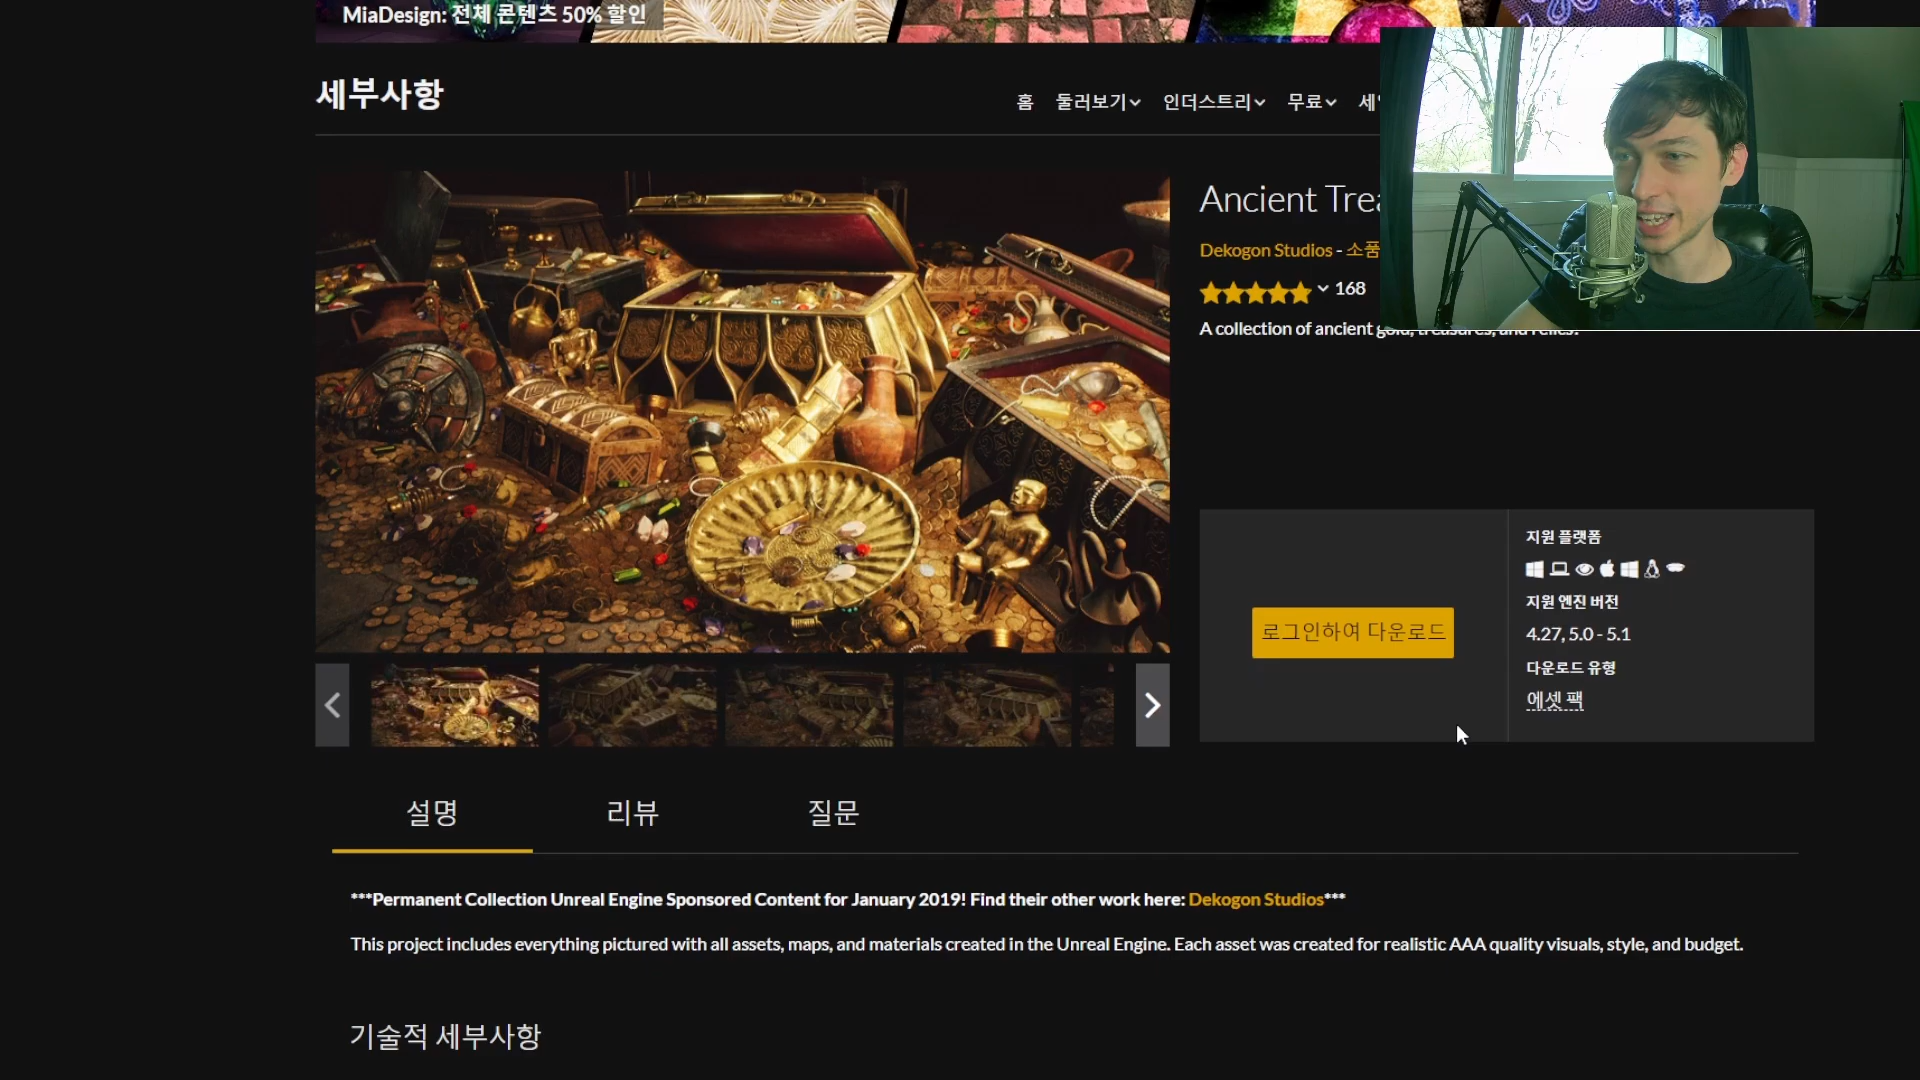 MiaDesign: 전체 콘텐츠 50% 할인
세부사항
홈 둘러보기 인더스트리 무료
Ancient
Dekogon Studios - 소품
168
A collection of ancient gold, treasures, and relics.
로그인하여 다운로드
지원 플랫폼
지원 엔진 버전
4.27, 5.0 - 5.1
다운로드 유형
에셋 팩
설명 리뷰 질문
***Permanent Collection Unreal Engine Sponsored Content for January 2019! Find their other work here: Dekogon Studios***
This project includes everything pictured with all assets, maps, and materials created in the Unreal Engine. Each asset was created for realistic AAA quality visuals, style, and budget.
기술적 세부사항